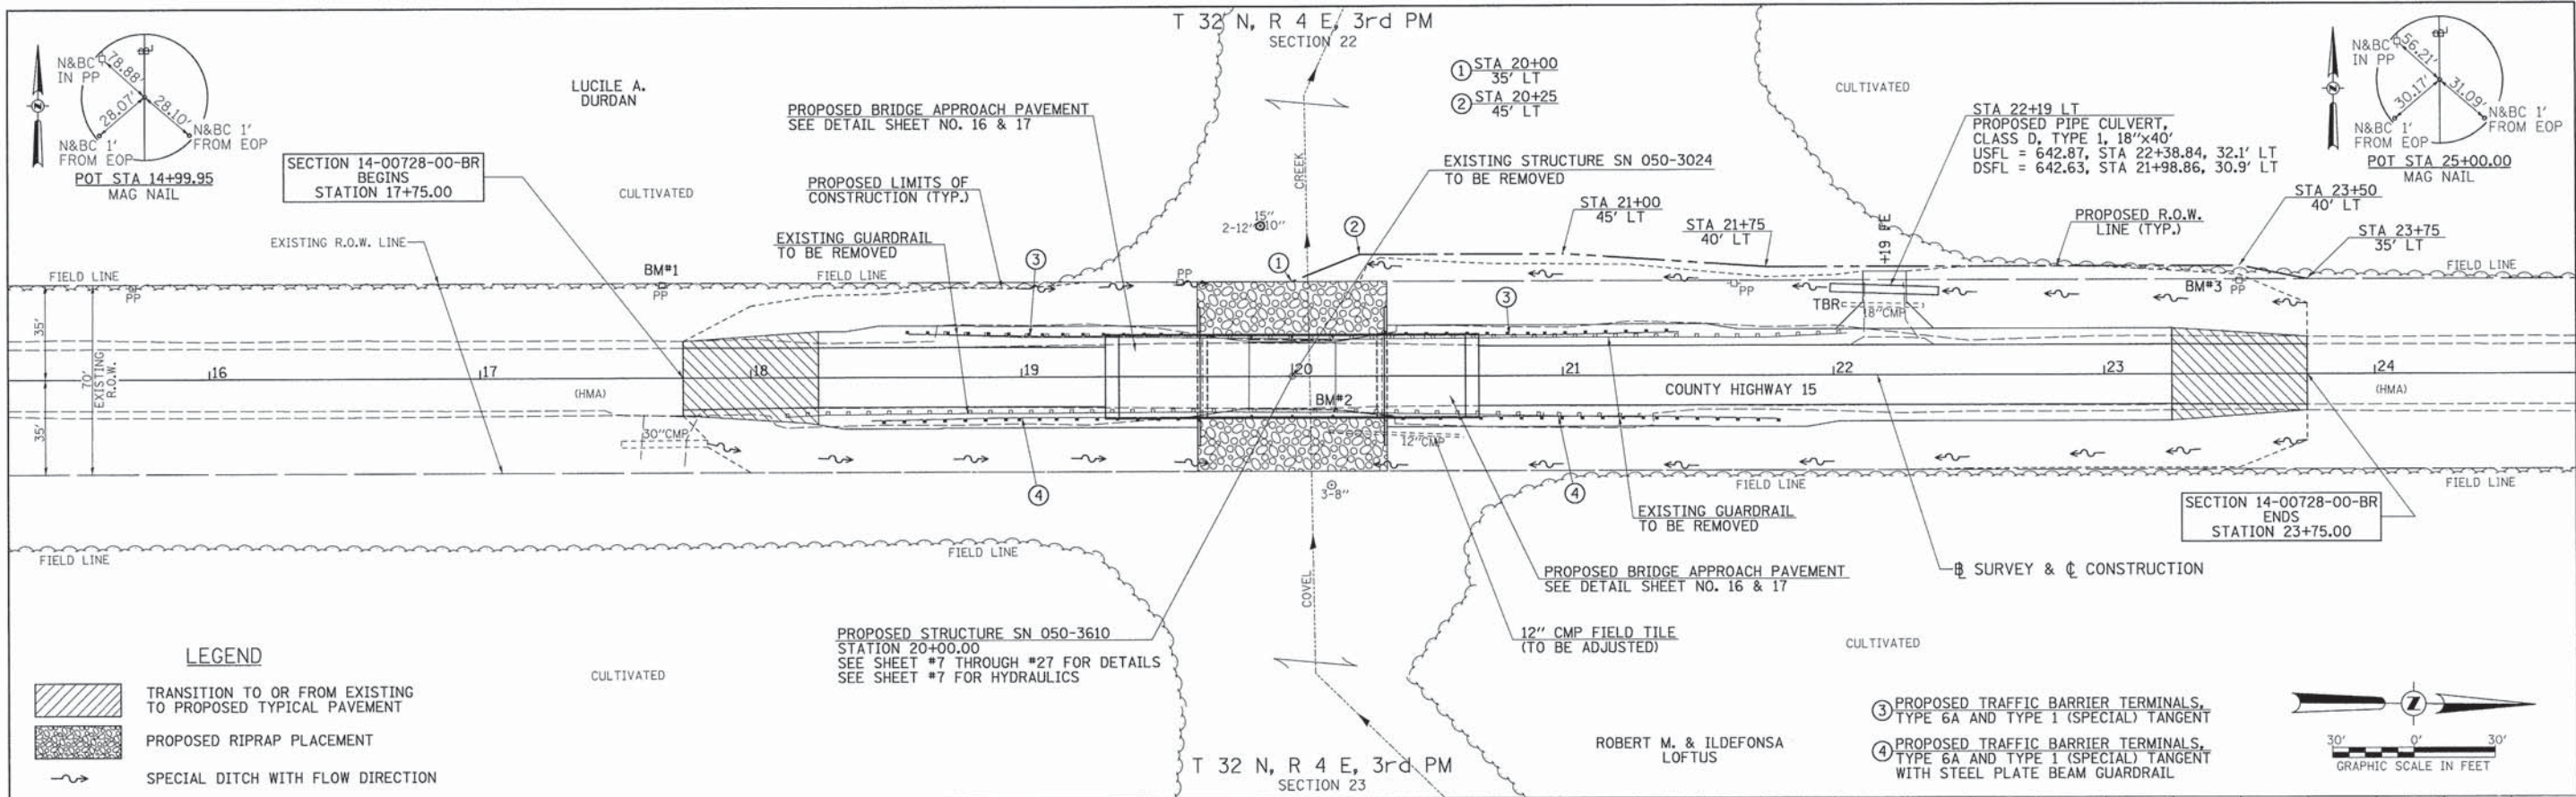 T 32 N, R 4 E, 3rd PM
SECTION 22
N
N&BC
IN PP
78.88'
28.07'
28.10'
N&BC 1'
FROM EOP
N&BC 1'
FROM EOP
POT STA 14+99.95
MAG NAIL
LUCILE A.
DURDAN
SECTION 14-00728-00-BR
BEGINS
STATION 17+75.00
CULTIVATED
PROPOSED BRIDGE APPROACH PAVEMENT
SEE DETAIL SHEET NO. 16 & 17
PROPOSED LIMITS OF
CONSTRUCTION (TYP.)
EXISTING GUARDRAIL
TO BE REMOVED
EXISTING R.O.W. LINE
CREEK
15"
2-12"
10"
1 STA 20+00
35' LT
2 STA 20+25
45' LT
EXISTING STRUCTURE SN 050-3024
TO BE REMOVED
STA 21+00
45' LT
STA 21+75
40' LT
CULTIVATED
STA 22+19 LT
PROPOSED PIPE CULVERT,
CLASS D, TYPE 1, 18"x40'
USFL = 642.87, STA 22+38.84, 32.1' LT
DSFL = 642.63, STA 21+98.86, 30.9' LT
+19 FE
PROPOSED R.O.W.
LINE (TYP.)
STA 23+50
40' LT
STA 23+75
35' LT
N
N&BC
IN PP
56.21'
30.17'
31.09'
N&BC 1'
FROM EOP
N&BC 1'
FROM EOP
POT STA 25+00.00
MAG NAIL
FIELD LINE
PP
BM#1
PP
FIELD LINE
3
PP
1
2
3
PP
TBR
18"CMP
BM#3
PP
FIELD LINE
35'
35'
EXISTING
70'
R.O.W.
16
17
18
19
20
21
22
23
24
(HMA)
BM#2
COUNTY HIGHWAY 15
(HMA)
30"CMP
12"CMP
4
3-8"
4
FIELD LINE
FIELD LINE
EXISTING GUARDRAIL
TO BE REMOVED
SECTION 14-00728-00-BR
ENDS
STATION 23+75.00
FIELD LINE
FIELD LINE
PROPOSED BRIDGE APPROACH PAVEMENT
SEE DETAIL SHEET NO. 16 & 17
B SURVEY & C CONSTRUCTION
COVEL
PROPOSED STRUCTURE SN 050-3610
STATION 20+00.00
SEE SHEET #7 THROUGH #27 FOR DETAILS
SEE SHEET #7 FOR HYDRAULICS
12" CMP FIELD TILE
(TO BE ADJUSTED)
CULTIVATED
CULTIVATED
LEGEND
TRANSITION TO OR FROM EXISTING
TO PROPOSED TYPICAL PAVEMENT
PROPOSED RIPRAP PLACEMENT
SPECIAL DITCH WITH FLOW DIRECTION
T 32 N, R 4 E, 3rd PM
SECTION 23
ROBERT M. & ILDEFONSA
LOFTUS
3 PROPOSED TRAFFIC BARRIER TERMINALS,
TYPE 6A AND TYPE 1 (SPECIAL) TANGENT
4 PROPOSED TRAFFIC BARRIER TERMINALS,
TYPE 6A AND TYPE 1 (SPECIAL) TANGENT
WITH STEEL PLATE BEAM GUARDRAIL
N
30' 0' 30'
GRAPHIC SCALE IN FEET